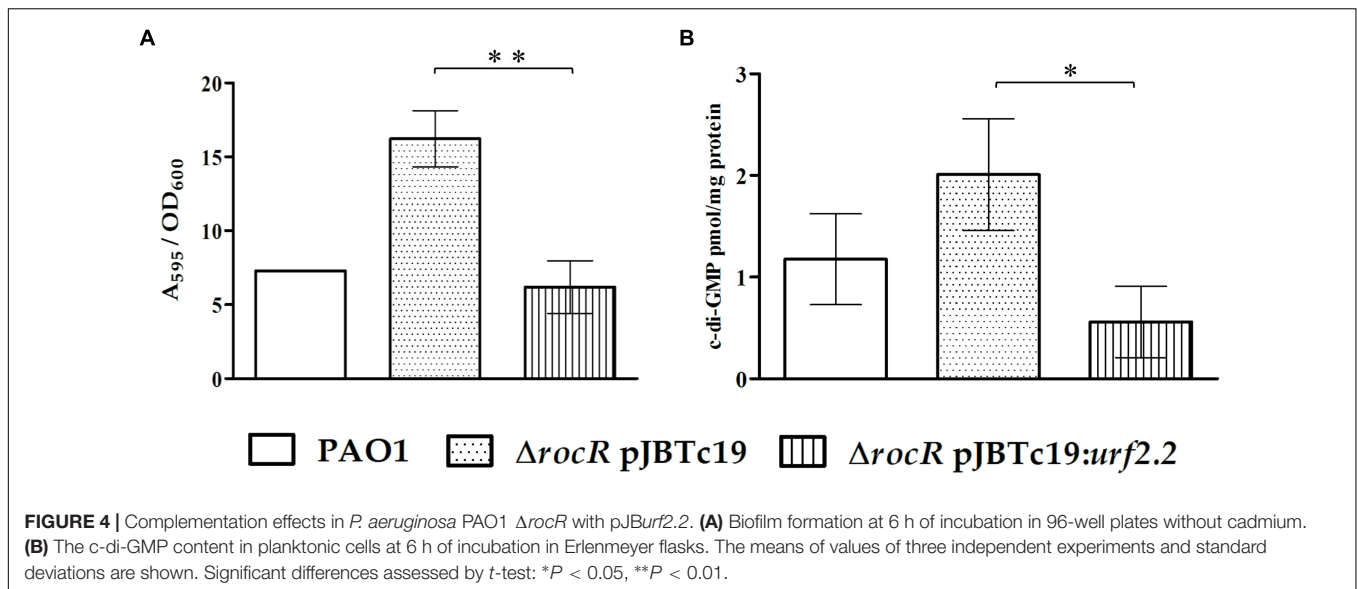 A
* *
20
15
10
5
0
A595 / OD600
B
*
3
2
1
0
c-di-GMP pmol/mg protein
PAO1 ΔrocR pJBTc19 ΔrocR pJBTc19:urf2.2
FIGURE 4 | Complementation effects in P. aeruginosa PAO1 ΔrocR with pJBurf2.2. (A) Biofilm formation at 6 h of incubation in 96-well plates without cadmium.
(B) The c-di-GMP content in planktonic cells at 6 h of incubation in Erlenmeyer flasks. The means of values of three independent experiments and standard
deviations are shown. Significant differences assessed by t-test: *P < 0.05, **P < 0.01.